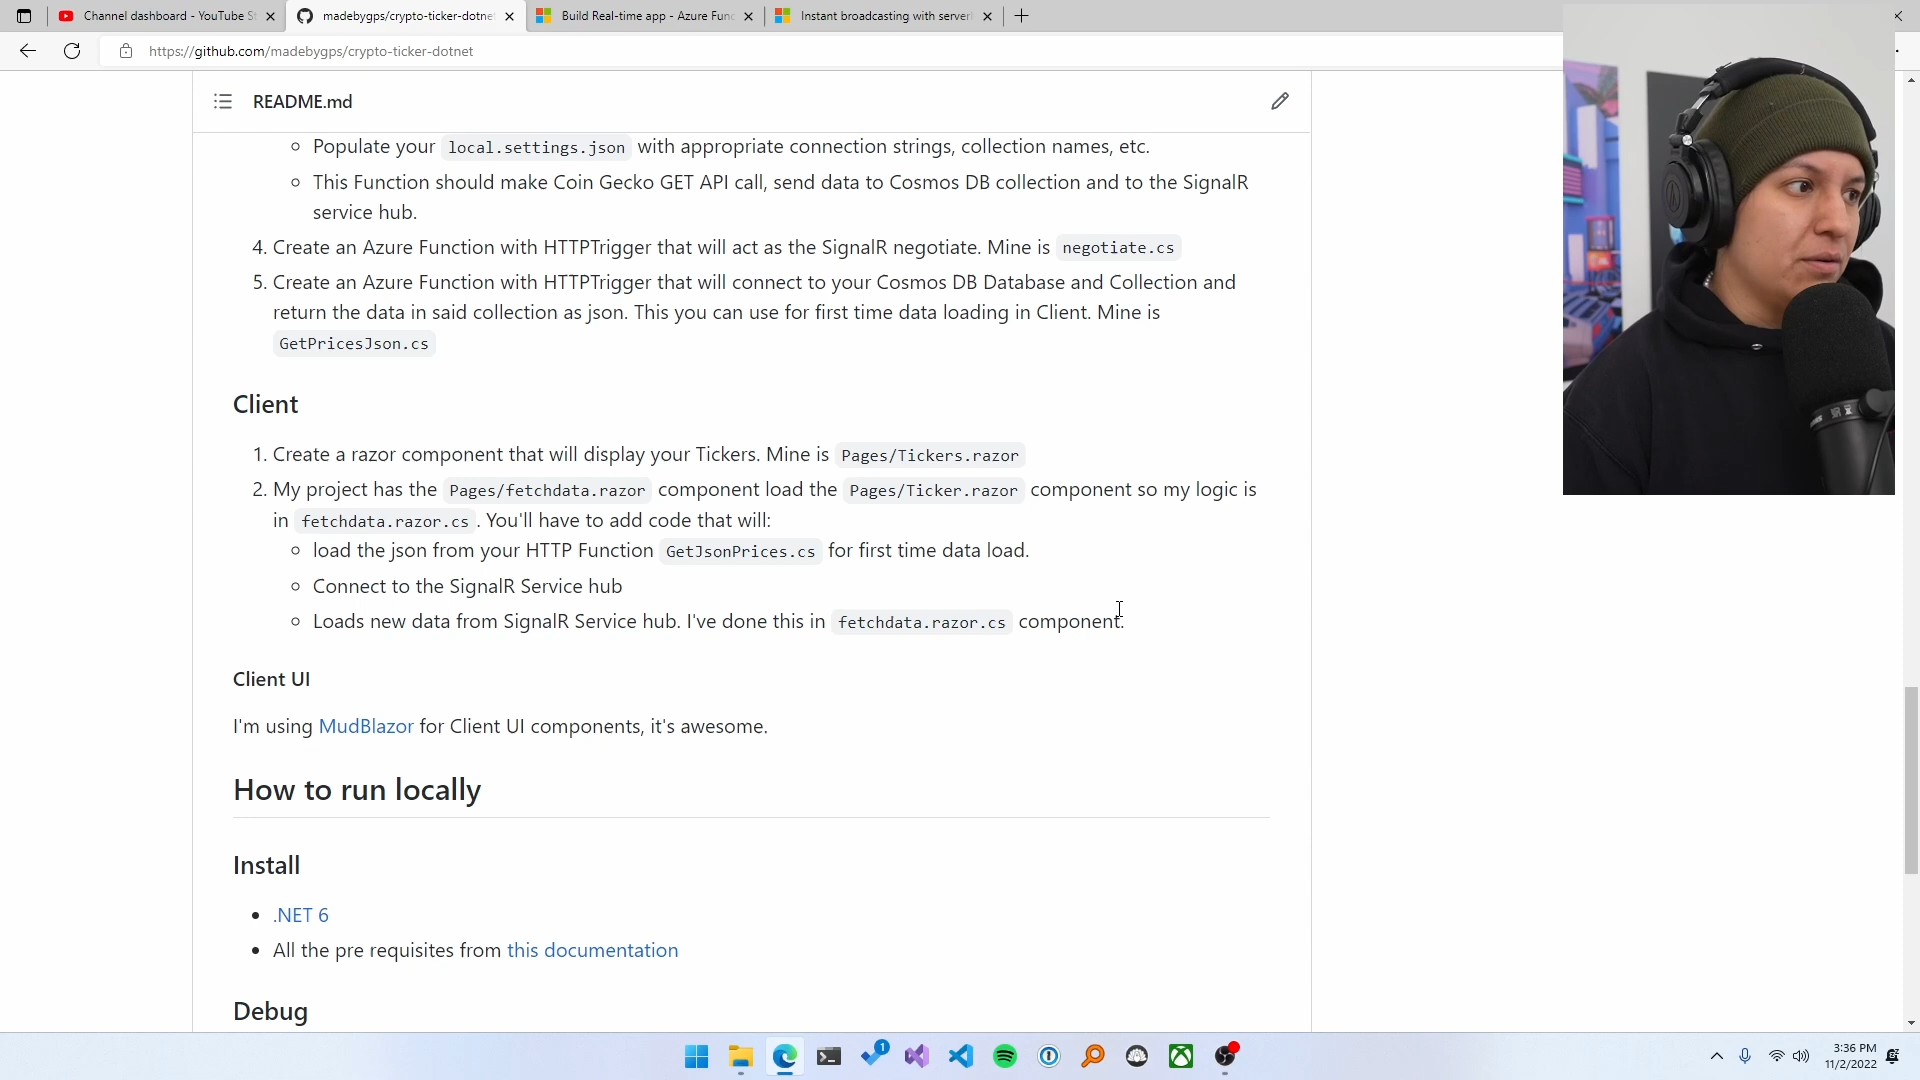 Channel dashboard - YouTube St
madebygps/crypto-ticker-dotnet
Build Real-time app - Azure Func
Instant broadcasting with serverl
https://github.com/madebygps/crypto-ticker-dotnet
README.md
Populate your local.settings.json with appropriate connection strings, collection names, etc.
This Function should make Coin Gecko GET API call, send data to Cosmos DB collection and to the SignalR
service hub.
4. Create an Azure Function with HTTPTrigger that will act as the SignalR negotiate. Mine is negotiate.cs
5. Create an Azure Function with HTTPTrigger that will connect to your Cosmos DB Database and Collection and
return the data in said collection as json. This you can use for first time data loading in Client. Mine is
GetPricesJson.cs
Client
1. Create a razor component that will display your Tickers. Mine is Pages/Tickers.razor
2. My project has the Pages/fetchdata.razor component load the Pages/Ticker.razor component so my logic is
in fetchdata.razor.cs . You'll have to add code that will:
load the json from your HTTP Function GetJsonPrices.cs for first time data load.
Connect to the SignalR Service hub
Loads new data from SignalR Service hub. I've done this in fetchdata.razor.cs component.
Client UI
I'm using MudBlazor for Client UI components, it's awesome.
How to run locally
Install
.NET 6
All the pre requisites from this documentation
Debug
1
3:36 PM
11/2/2022